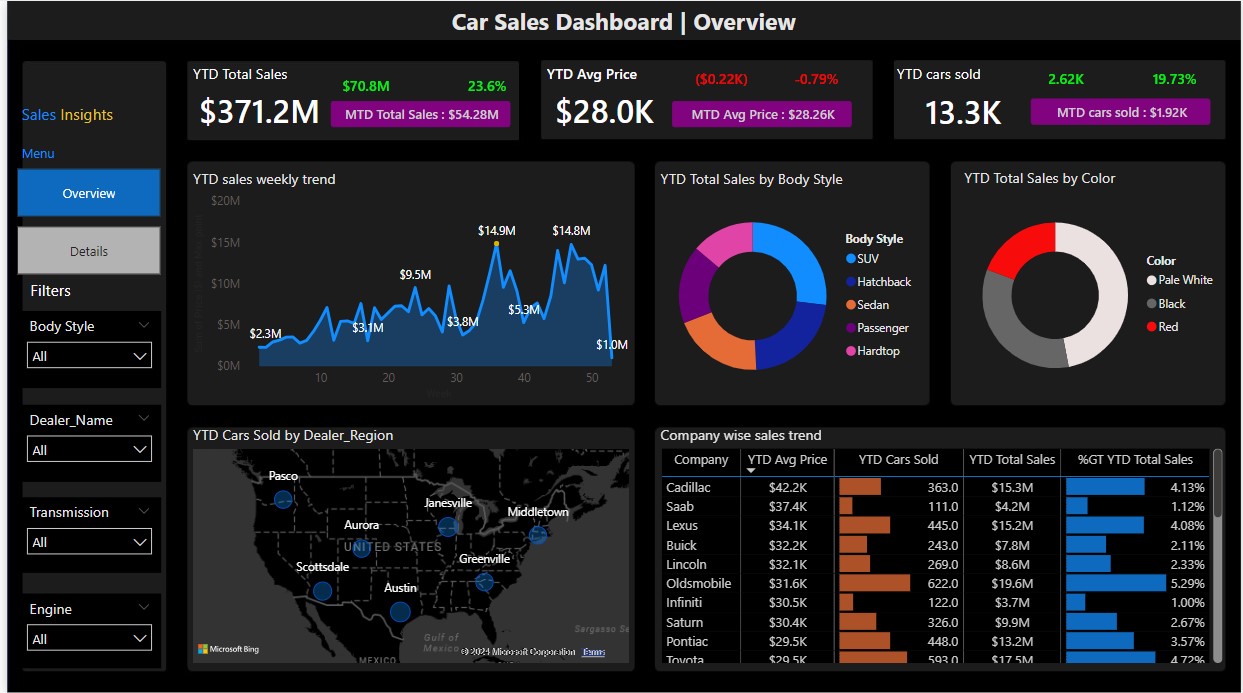 Car Sales Dashboard | Overview
Sales Insights
Menu
Overview
Details
Filters
Body Style
All
Dealer_Name
All
Transmission
All
Engine
All
YTD Total Sales
$70.8M 23.6%
$371.2M
MTD Total Sales : $54.28M
YTD Avg Price
($0.22K) -0.79%
$28.0K
MTD Avg Price : $28.26K
YTD cars sold
2.62K 19.73%
13.3K
MTD cars sold : $1.92K
YTD sales weekly trend
$20M
$15M
$10M
$5M
$0M
$2.3M
$3.1M
$9.5M
$3.8M
$14.9M
$5.3M
$14.8M
$1.0M
10 20 30 40 50
YTD Total Sales by Body Style
Body Style
SUV
Hatchback
Sedan
Passenger
Hardtop
YTD Total Sales by Color
Color
Pale White
Black
Red
YTD Cars Sold by Dealer_Region
Pasco
Janesville
Middletown
Aurora
UNITED STATES
Greenville
Scottsdale
Austin
Gulf of
Mexico
Sargasso Se
MEXICO
Microsoft Bing
© 2024 Microsoft Corporation Terms
Company wise sales trend
Company YTD Avg Price YTD Cars Sold YTD Total Sales %GT YTD Total Sales
Cadillac $42.2K 363.0 $15.3M 4.13%
Saab $37.4K 111.0 $4.2M 1.12%
Lexus $34.1K 445.0 $15.2M 4.08%
Buick $32.2K 243.0 $7.8M 2.11%
Lincoln $32.1K 269.0 $8.6M 2.33%
Oldsmobile $31.6K 622.0 $19.6M 5.29%
Infiniti $30.5K 122.0 $3.7M 1.00%
Saturn $30.4K 326.0 $9.9M 2.67%
Pontiac $29.5K 448.0 $13.2M 3.57%
Toyota $29.5K 593.0 $17.5M 4.72%